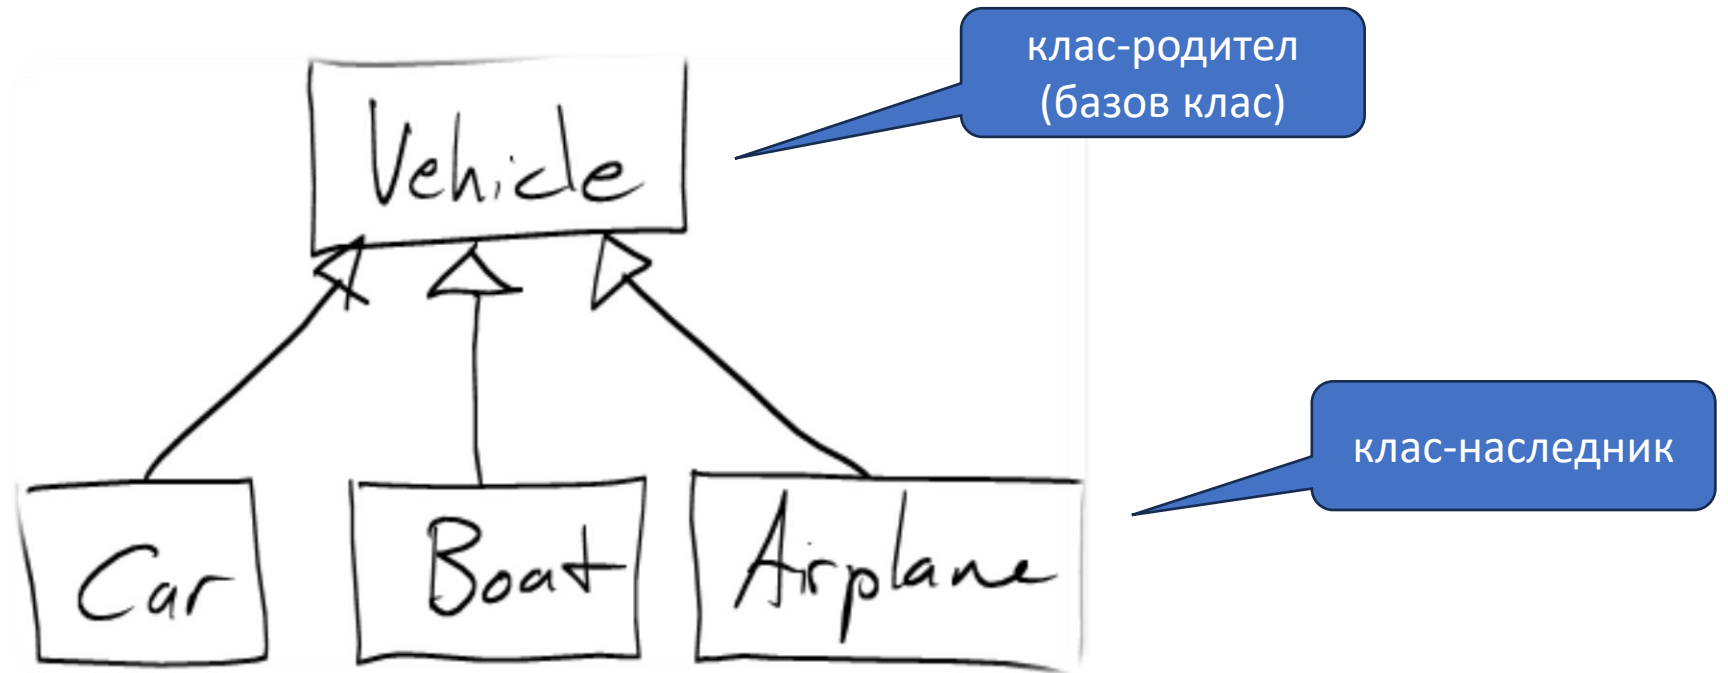 клас-родител
(базов клас)
Vehicle
клас-наследник
Car
Boat
Airplane